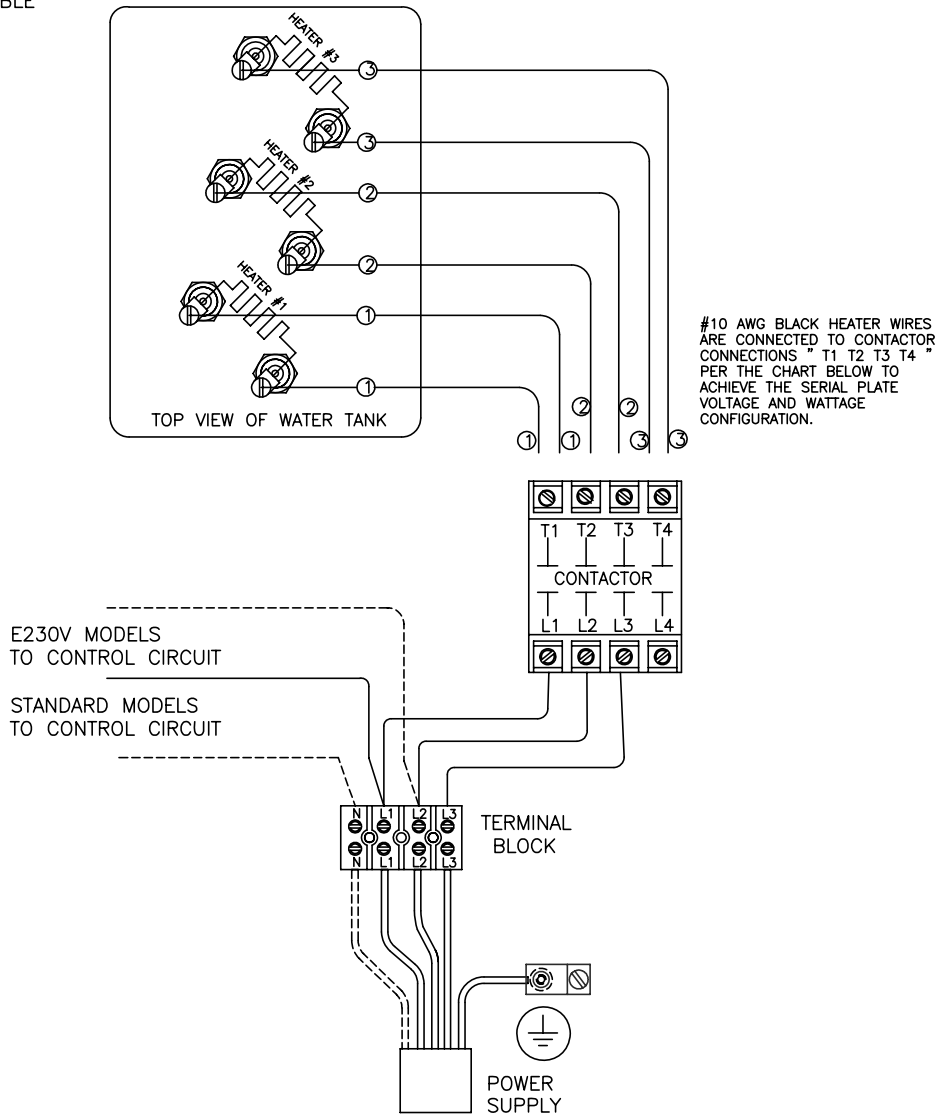 BLE
HEATER #3
3
3
HEATER #2
2
2
HEATER #1
1
1
TOP VIEW OF WATER TANK
#10 AWG BLACK HEATER WIRES
ARE CONNECTED TO CONTACTOR
CONNECTIONS " T1 T2 T3 T4 "
PER THE CHART BELOW TO
ACHIEVE THE SERIAL PLATE
VOLTAGE AND WATTAGE
CONFIGURATION.
2 2
1 1 3 3
T1 T2 T3 T4
CONTACTOR
L1 L2 L3 L4
E230V MODELS
TO CONTROL CIRCUIT
STANDARD MODELS
TO CONTROL CIRCUIT
N L1 L2 L3
N L1 L2 L3
TERMINAL
BLOCK
POWER
SUPPLY